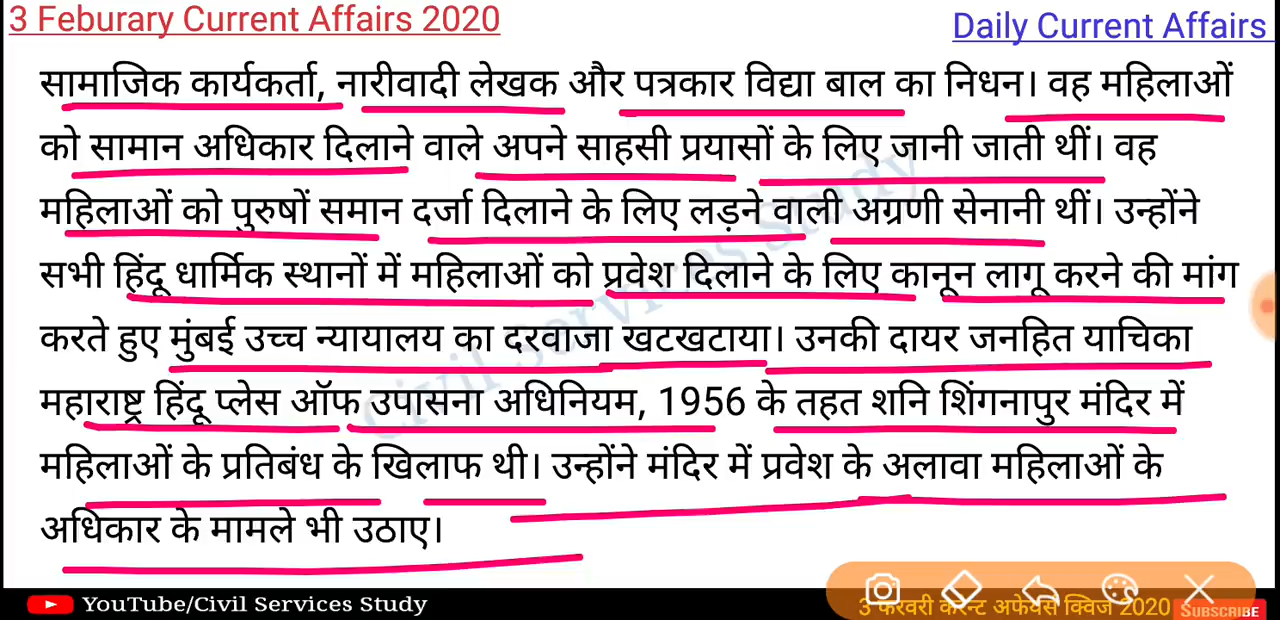 3 Feburary Current Affairs 2020
Daily Current Affairs
सामाजिक कार्यकर्ता, नारीवादी लेखक और पत्रकार विद्या बाल का निधन। वह महिलाओं
को सामान अधिकार दिलाने वाले अपने साहसी प्रयासों के लिए जानी जाती थीं। वह
महिलाओं को पुरुषों समान दर्जा दिलाने के लिए लड़ने वाली अग्रणी सेनानी थीं। उन्होंने
सभी हिंदू धार्मिक स्थानों में महिलाओं को प्रवेश दिलाने के लिए कानून लागू करने की मांग
करते हुए मुंबई उच्च न्यायालय का दरवाजा खटखटाया। उनकी दायर जनहित याचिका
महाराष्ट्र हिंदू प्लेस ऑफ उपासना अधिनियम, 1956 के तहत शनि शिंगनापुर मंदिर में
महिलाओं के प्रतिबंध के खिलाफ थी। उन्होंने मंदिर में प्रवेश के अलावा महिलाओं के
अधिकार के मामले भी उठाए।
Civil Services Study
YouTube/Civil Services Study
3 फरवरी करेन्ट अफेयर्स क्विज 2020
SUBSCRIBE